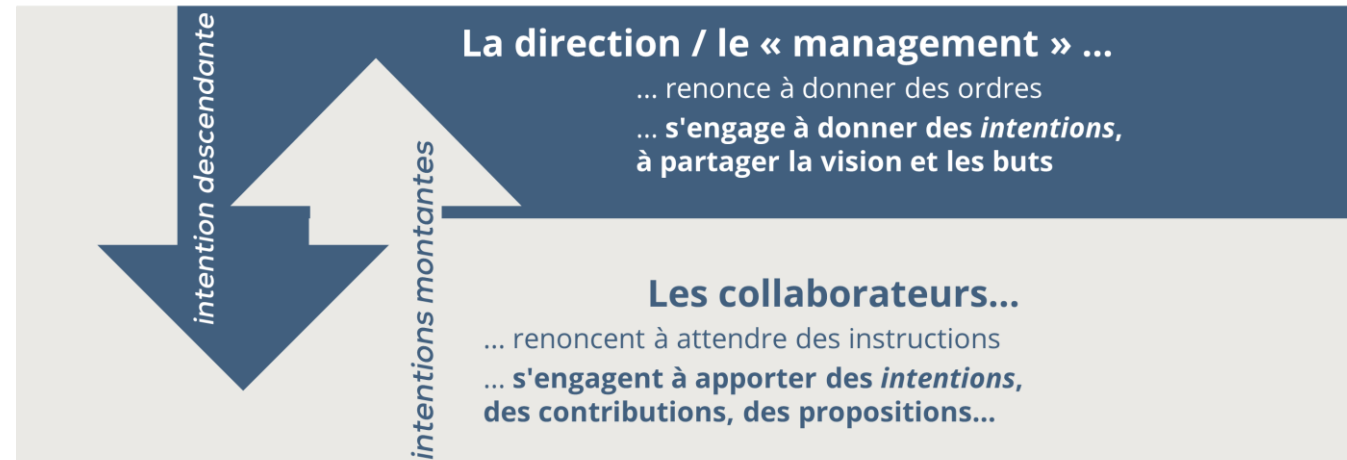 intention descendante
La direction / le « management » ...
... renonce à donner des ordres
... s'engage à donner des intentions,
à partager la vision et les buts
intentions montantes
Les collaborateurs...
... renoncent à attendre des instructions
... s'engagent à apporter des intentions,
des contributions, des propositions...